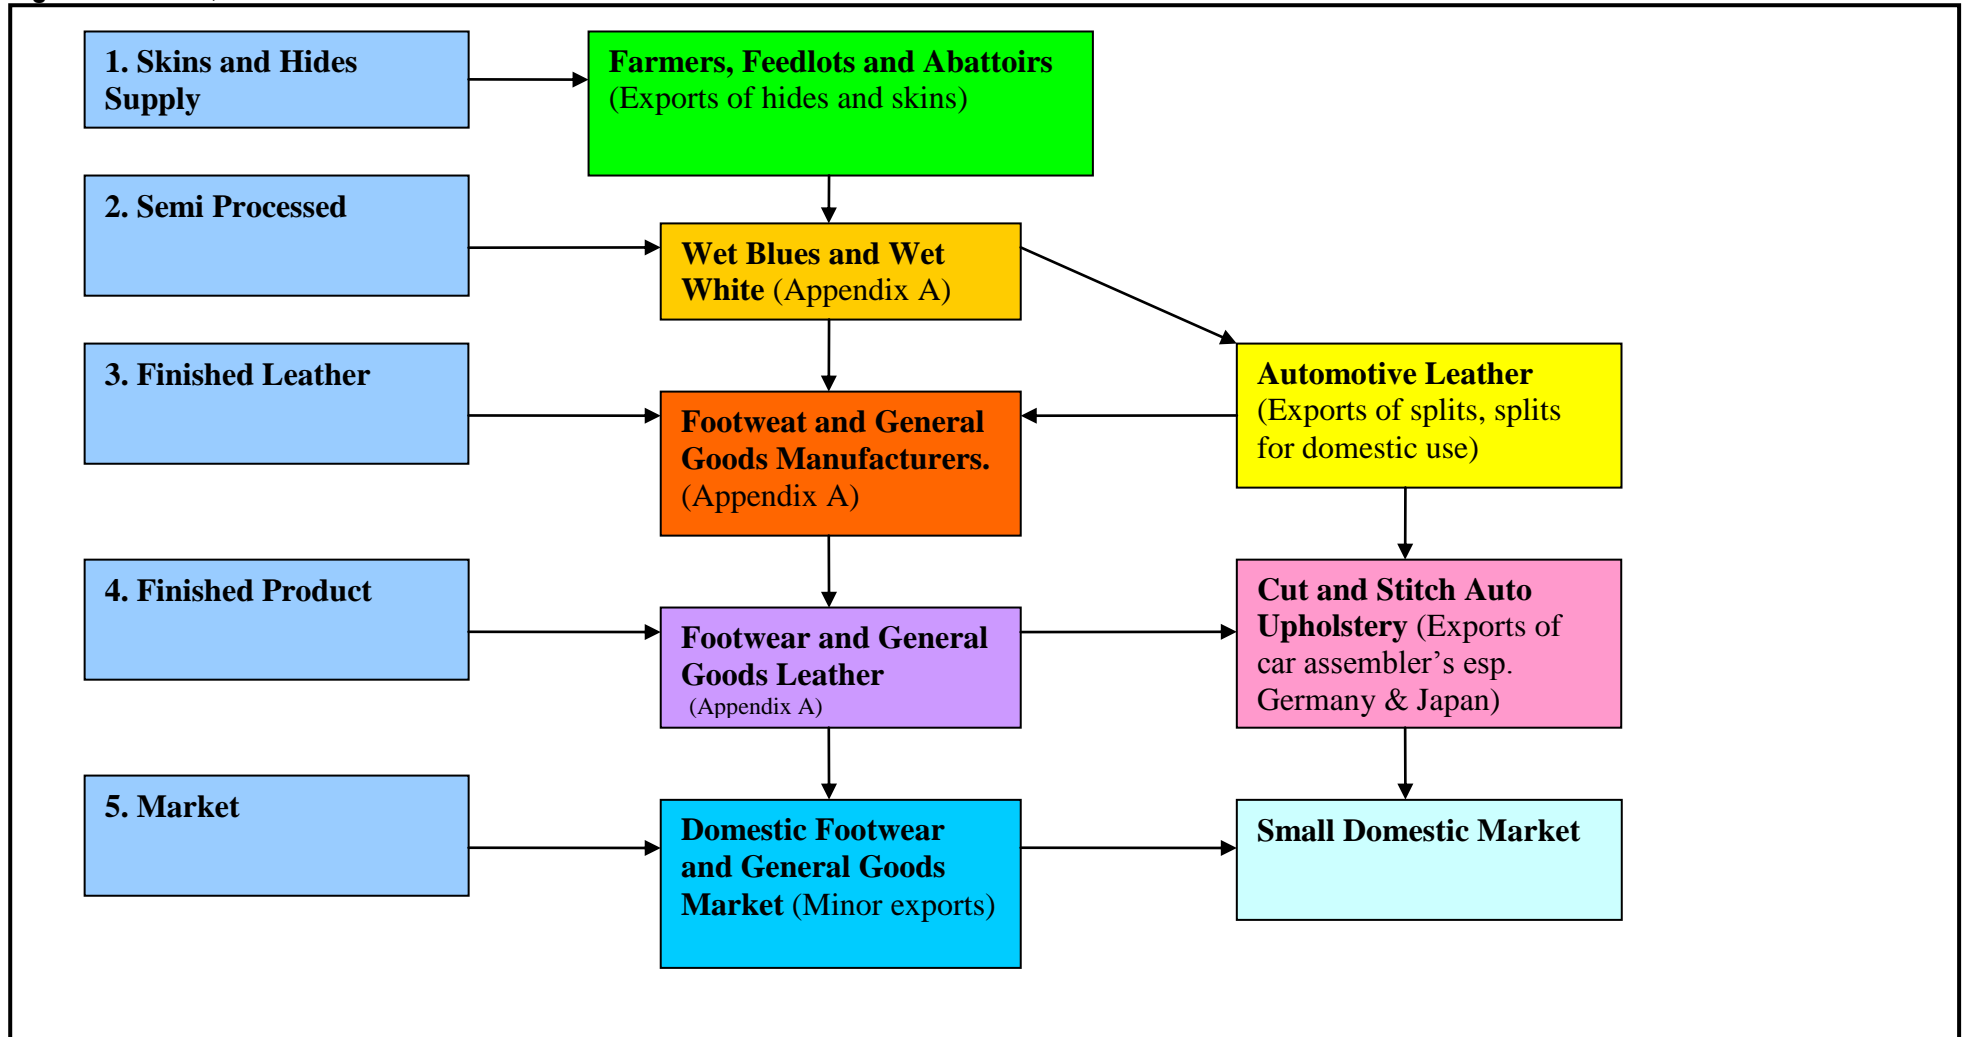 1. Skins and Hides
Supply
Farmers, Feedlots and Abattoirs
(Exports of hides and skins)
2. Semi Processed
Wet Blues and Wet
White (Appendix A)
3. Finished Leather
Automotive Leather
(Exports of splits, splits
for domestic use)
Footweat and General
Goods Manufacturers.
(Appendix A)
4. Finished Product
Cut and Stitch Auto
Upholstery (Exports of
car assembler’s esp.
Germany & Japan)
Footwear and General
Goods Leather
(Appendix A)
5. Market
Domestic Footwear
and General Goods
Market (Minor exports)
Small Domestic Market